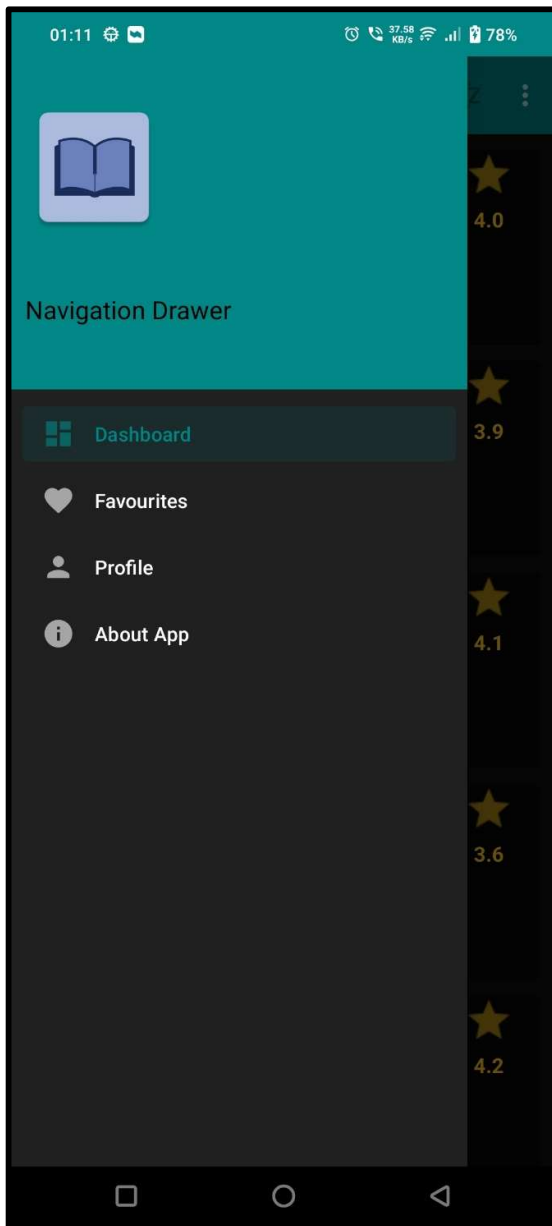 01:11 37.58 KB/s 78%
Z
4.0
Navigation Drawer
Dashboard
3.9
Favourites
Profile
4.1
About App
3.6
4.2